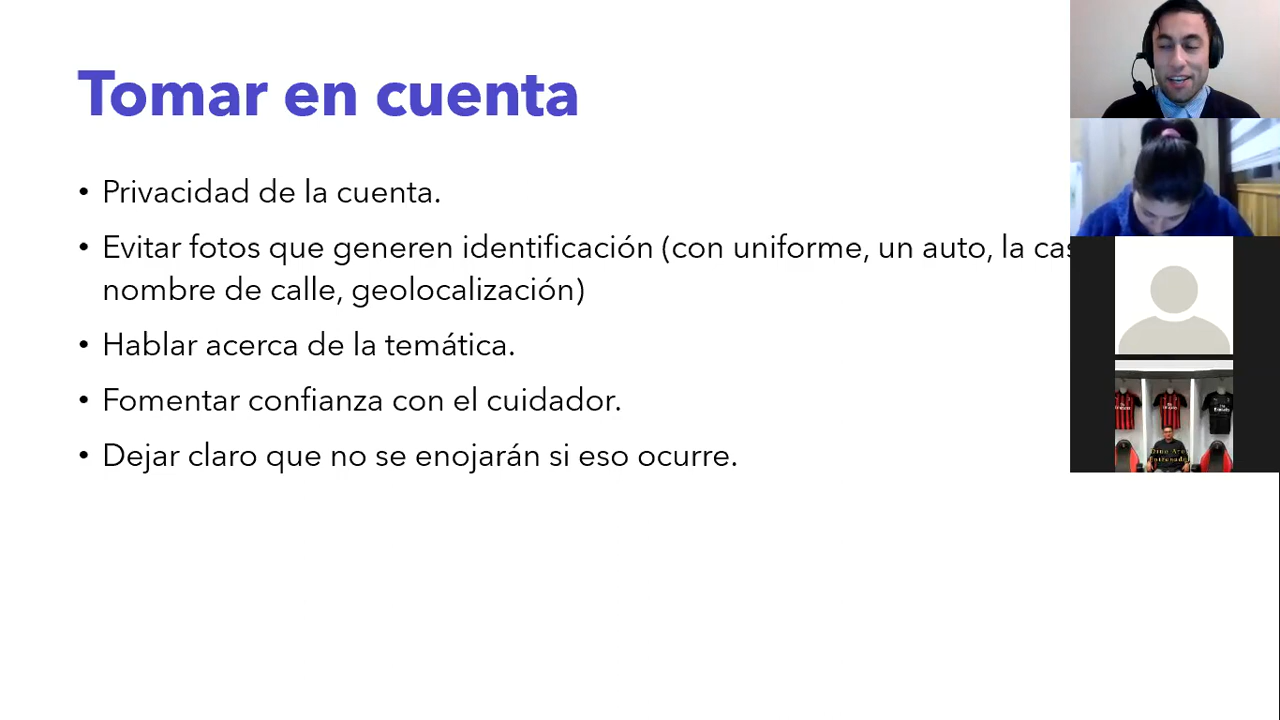 Tomar en cuenta
• Privacidad de la cuenta.
• Evitar fotos que generen identificación (con uniforme, un auto, la
nombre de calle, geolocalización)
• Hablar acerca de la temática.
• Fomentar confianza con el cuidador.
• Dejar claro que no se enojarán si eso ocurre.